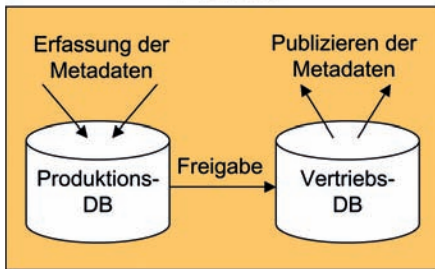 Erfassung der
Metadaten
Publizieren der
Metadaten
Produktions-
DB
Freigabe
Vertriebs-
DB